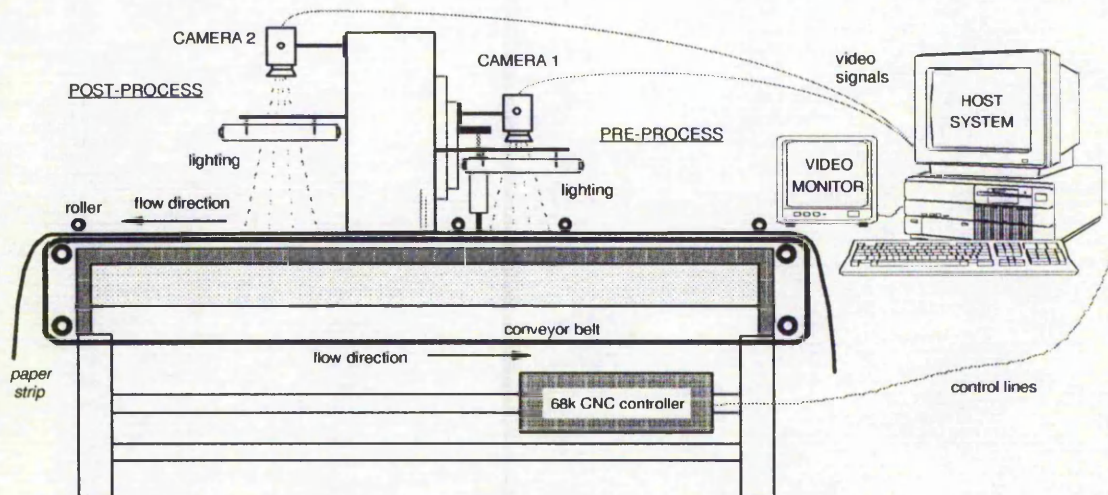 CAMERA 2
CAMERA 1
POST-PROCESS
PRE-PROCESS
video
signals
HOST
SYSTEM
VIDEO
MONITOR
lighting
lighting
roller
flow direction
conveyor belt
flow direction
paper
strip
68k CNC controller
control lines